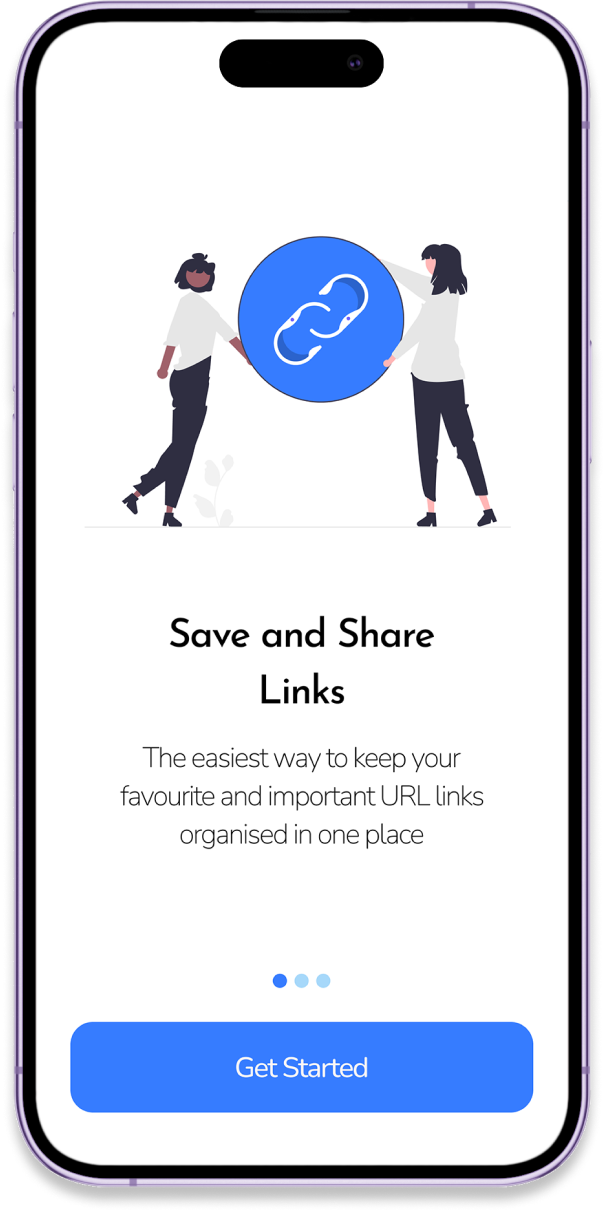 Save and Share
Links
The easiest way to keep your
favourite and important URL links
organised in one place
Get Started